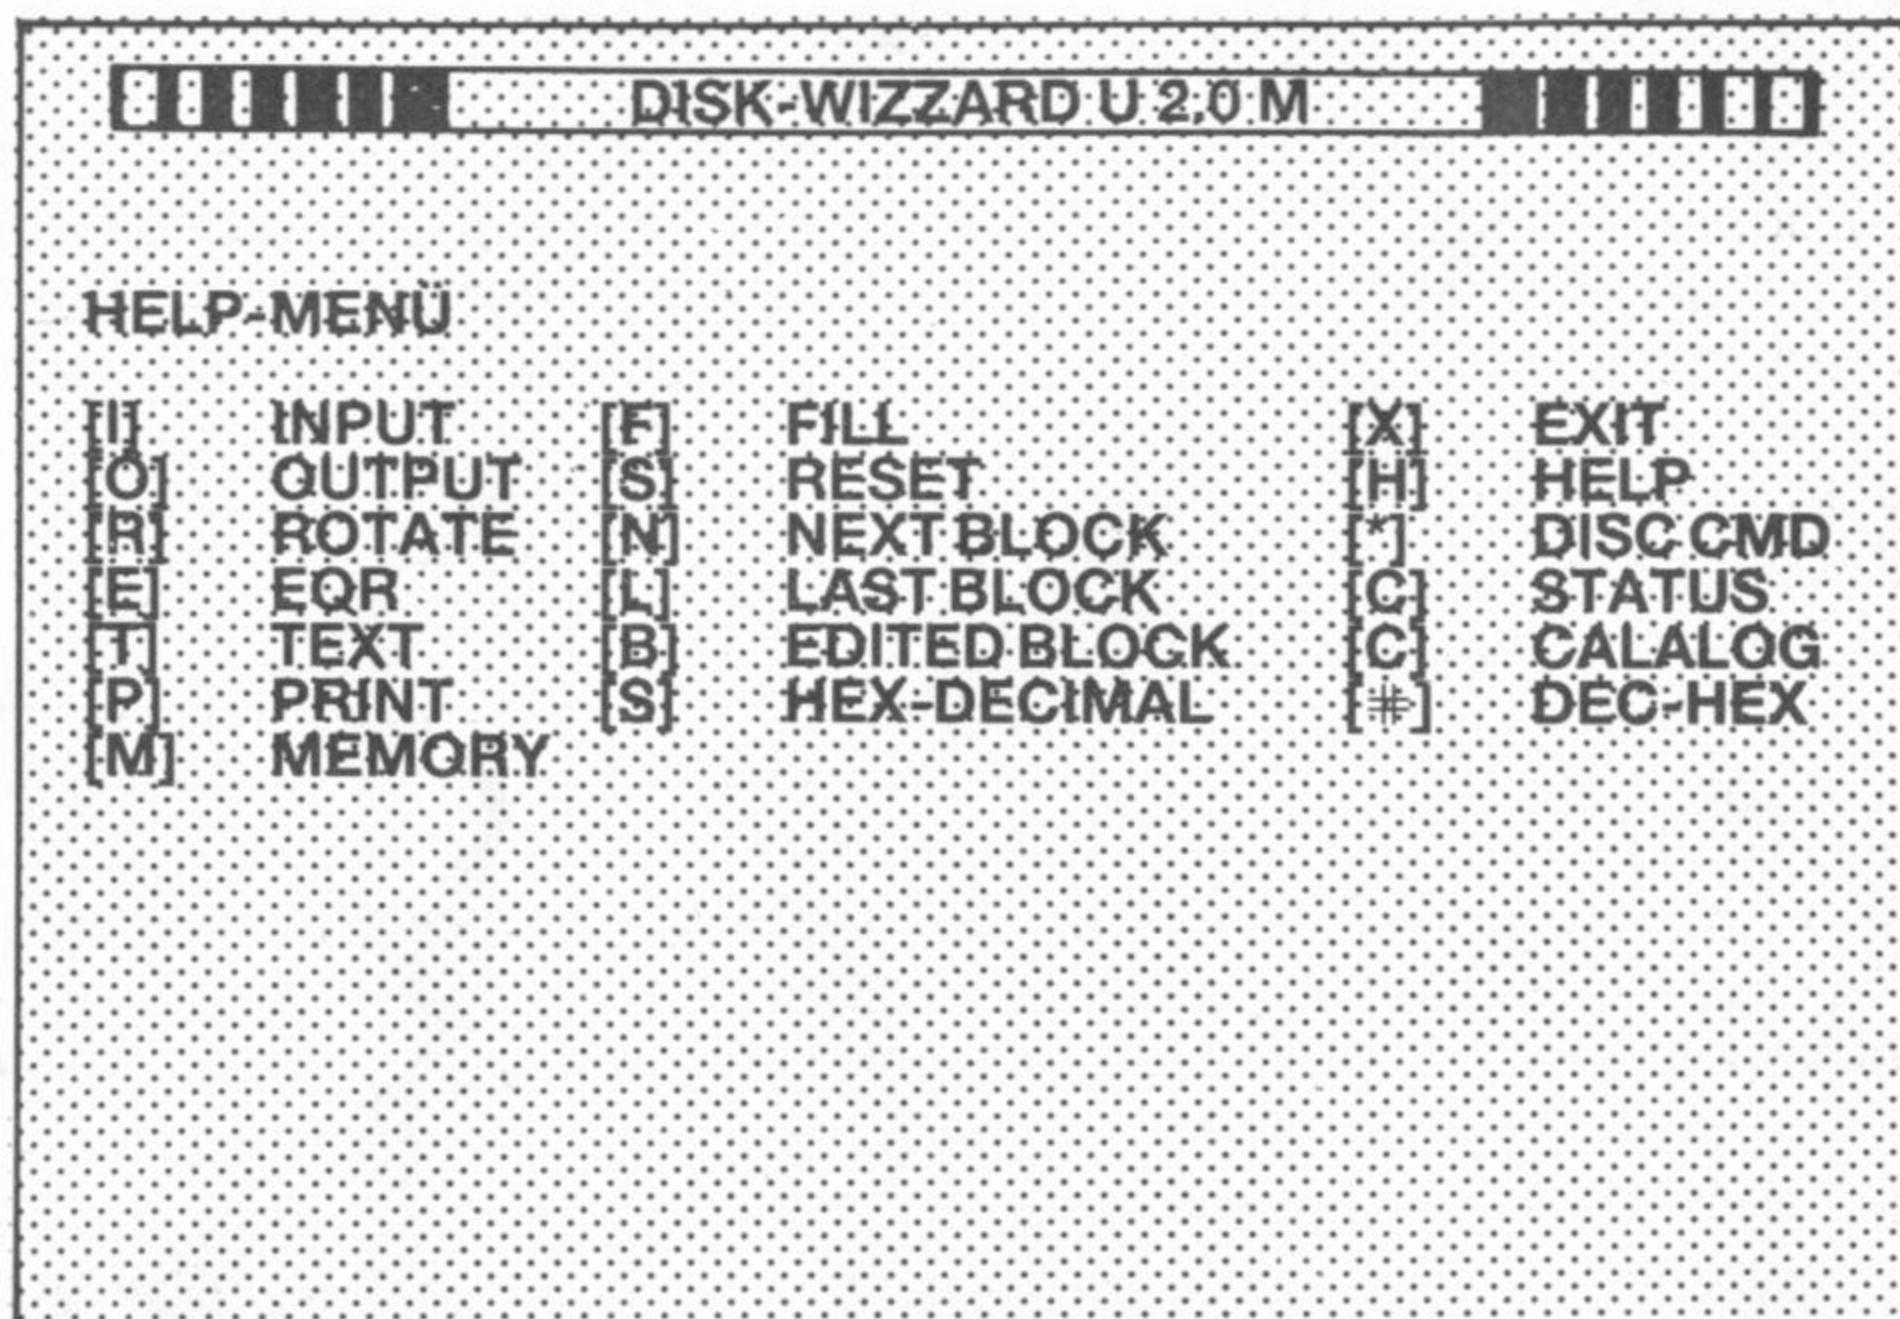 DISK-WIZZARD U 2.0 M
HELP-MENÜ
[I] INPUT [F] FILL [X] EXIT
[O] OUTPUT [S] RESET [H] HELP
[R] ROTATE [N] NEXT BLOCK [*] DISC CMD
[E] EOR [L] LAST BLOCK [C] STATUS
[T] TEXT [B] EDITED BLOCK [C] CALALOG
[P] PRINT [S] HEX-DECIMAL [#] DEC-HEX
[M] MEMORY